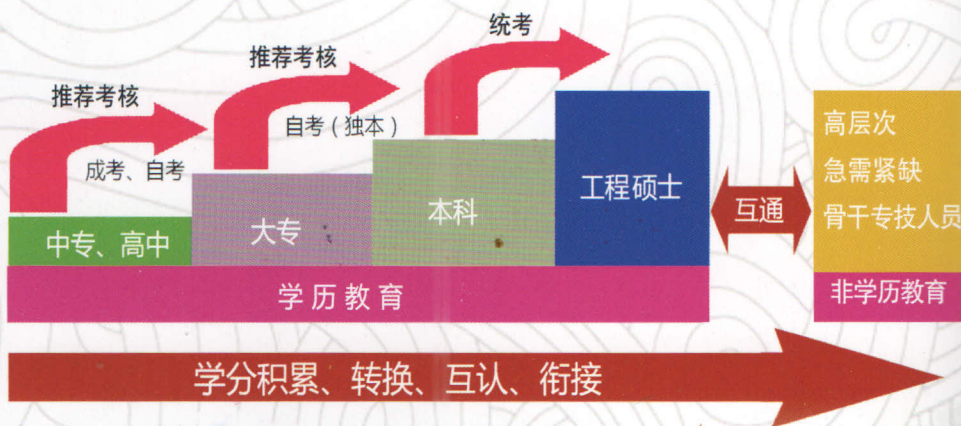 统考
推荐考核
推荐考核
自考（独本）
成考、自考
高层次
急需紧缺
骨干专技人员
工程硕士
互通
本科
大专
中专、高中
学历教育
非学历教育
学分积累、转换、互认、衔接